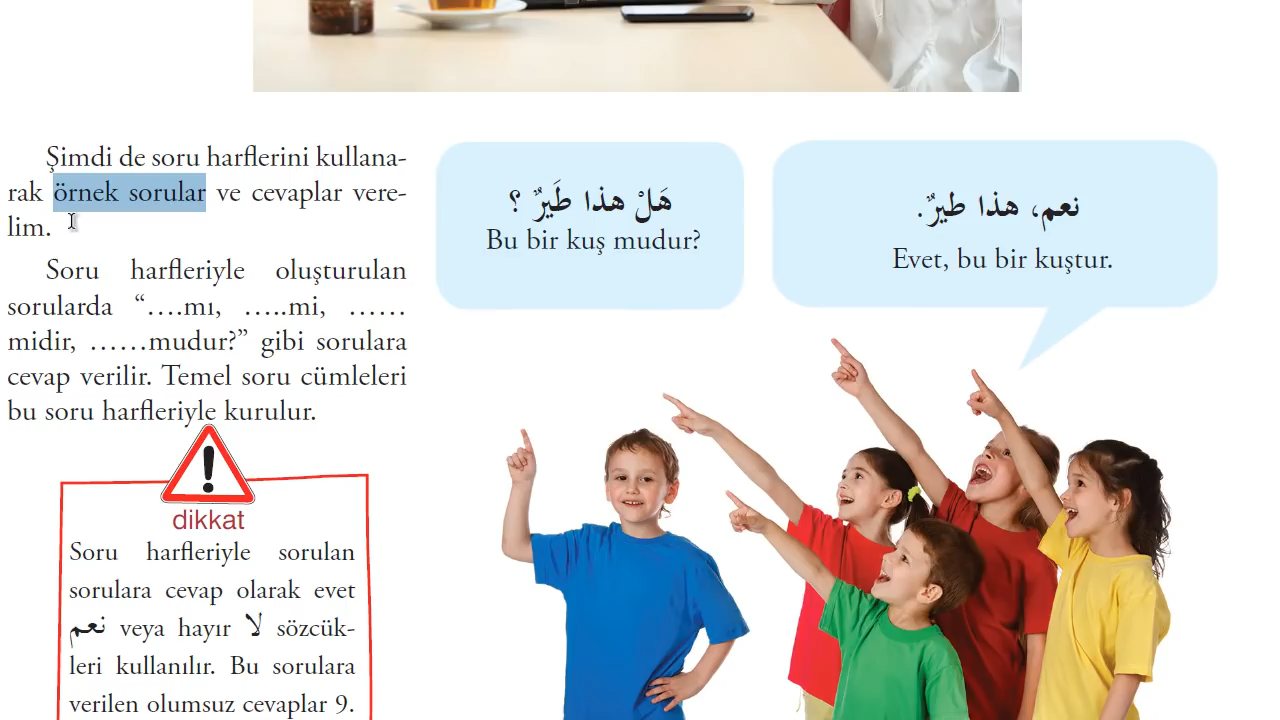 Şimdi de soru harflerini kullana-
rak örnek sorular ve cevaplar vere-
lim.
Soru harfleriyle oluşturulan
sorularda “….mı, …..mi, ……
midir, ……mudur?” gibi sorulara
cevap verilir. Temel soru cümleleri
bu soru harfleriyle kurulur.
dikkat
Soru harfleriyle sorulan
sorulara cevap olarak evet
نعم veya hayır لا sözcük-
leri kullanılır. Bu sorulara
verilen olumsuz cevaplar 9.
هَلْ هذا طَيرٌ ؟
Bu bir kuş mudur?
نعم، هذا طيرٌ.
Evet, bu bir kuştur.